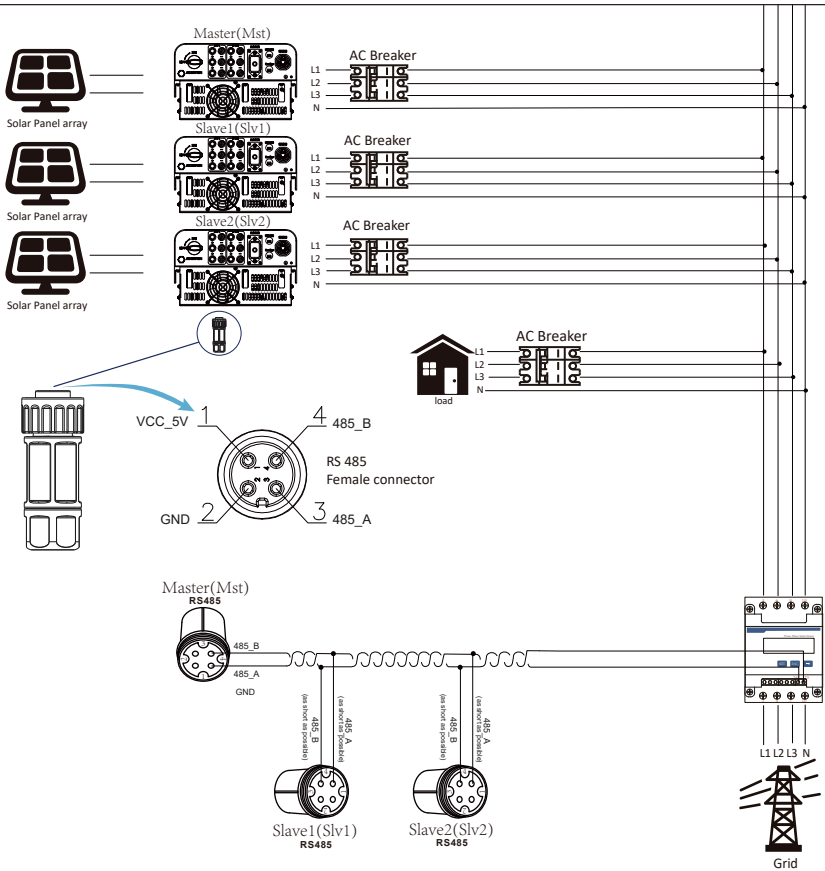 Master(Mst)
AC Breaker
L1
L2
L3
N
Solar Panel array
Slave1(Slv1)
AC Breaker
L1
L2
L3
N
Solar Panel array
Slave2(Slv2)
AC Breaker
L1
L2
L3
N
Solar Panel array
AC Breaker
L1
L2
L3
N
load
VCC_5V 1
4 485_B
1 4
2 3
RS 485
Female connector
GND 2
3 485_A
Master(Mst)
RS485
485_B
485_A
GND
485_B
(as short as possible)
485_A
(as short as possible)
485_B
(as short as possible)
485_A
(as short as possible)
Slave1(Slv1)
RS485
Slave2(Slv2)
RS485
L1 L2 L3 N
Grid